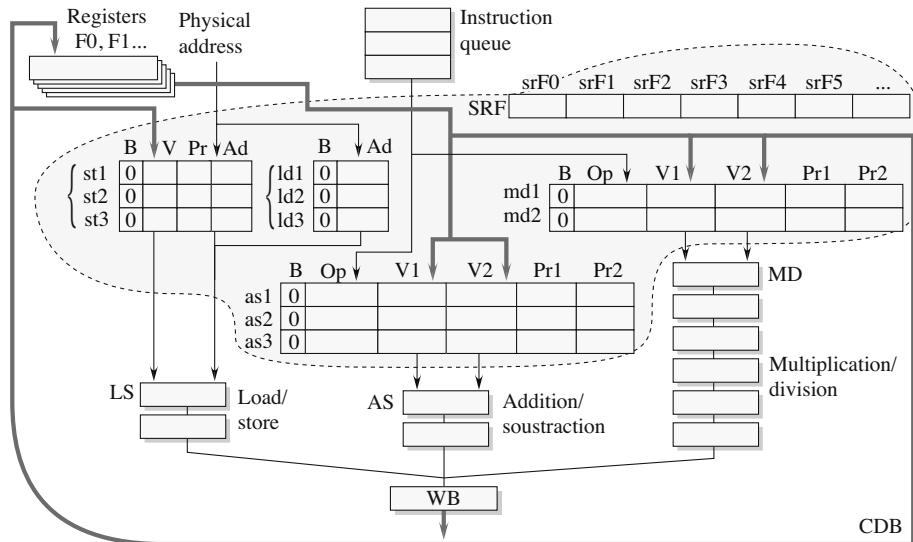 Registers
F0, F1...
Physical
address
Instruction
queue
srF0 srF1 srF2 srF3 srF4 srF5 ...
SRF
B V Pr Ad
st1 0
st2 0
st3 0
B Ad
ld1 0
ld2 0
ld3 0
B Op V1 V2 Pr1 Pr2
md1 0
md2 0
B Op V1 V2 Pr1 Pr2
as1 0
as2 0
as3 0
MD
Multiplication/
division
LS
Load/
store
AS
Addition/
soustraction
WB
CDB